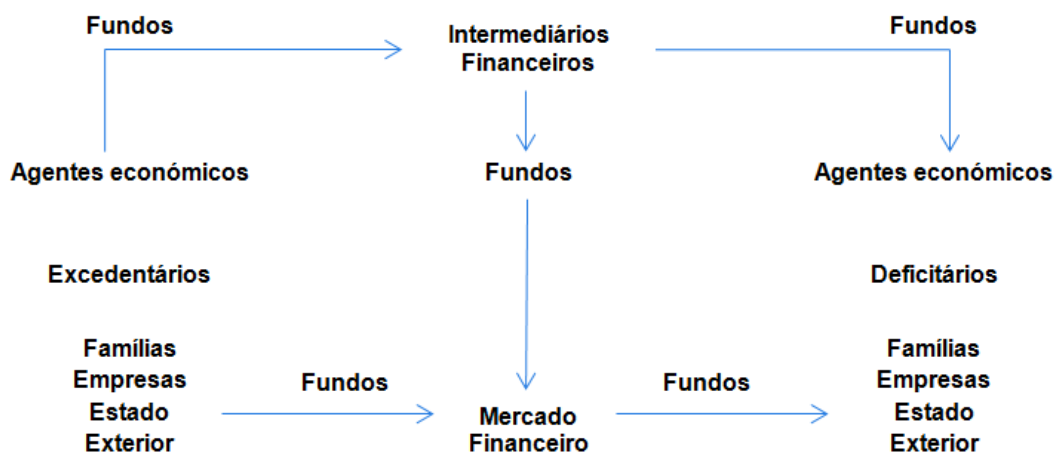 Fundos
Intermediários
Financeiros
Fundos
Agentes económicos
Fundos
Agentes económicos
Excedentários
Deficitários
Famílias
Empresas
Estado
Exterior
Fundos
Mercado
Financeiro
Fundos
Famílias
Empresas
Estado
Exterior